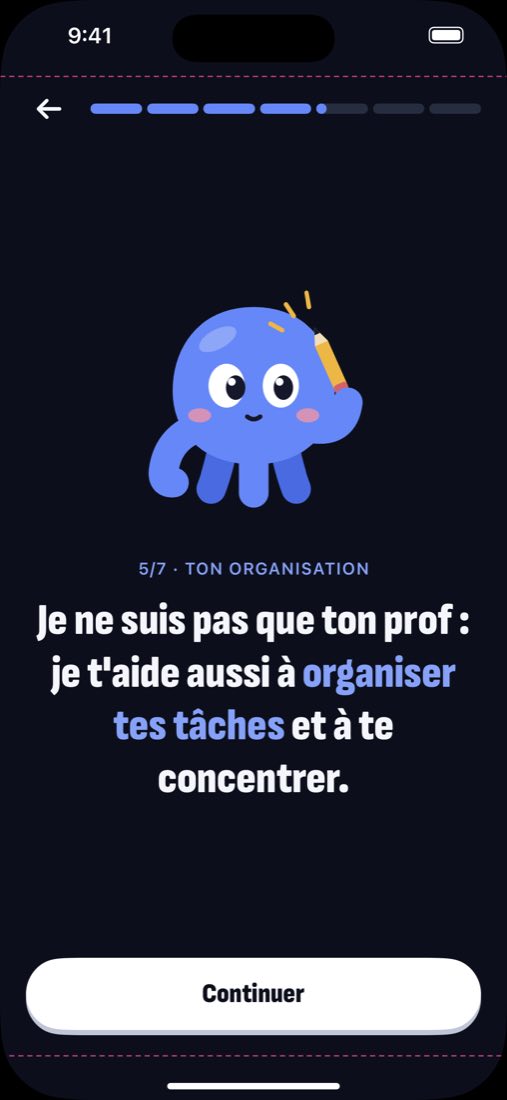 9:41
5/7 · TON ORGANISATION
Je ne suis pas que ton prof :
je t'aide aussi à organiser
tes tâches et à te
concentrer.
Continuer